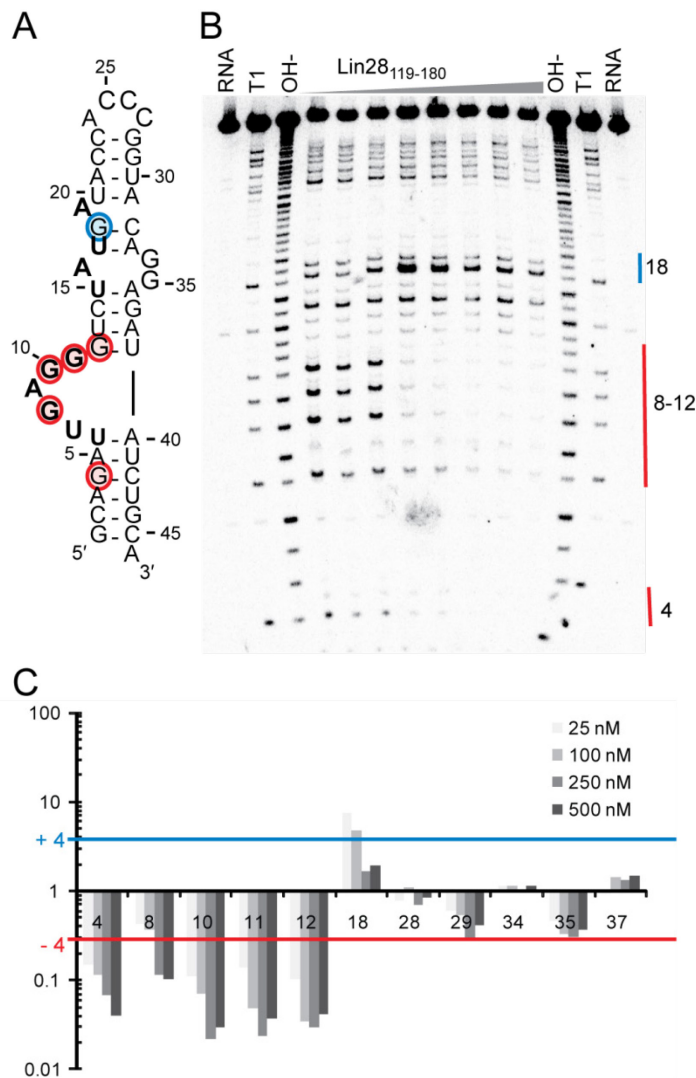 A
25
C C
A C
C - G
C - G
A - U
-30
20
U - A
A
G - C
U - A
A G
G
15
U - A -35
C - G
U - A
G - U
10
G G
A
G
U U - A -40
5
A - U
G - C
A - U
C - G
G - C -45
5′ A
3′
B
RNA
T1
OH-
Lin28119-180
OH-
T1
RNA
18
8-12
4
C
100
10
+ 4
1
- 4
0.1
0.01
25 nM
100 nM
250 nM
500 nM
4 8 10 11 12 18 28 29 34 35 37